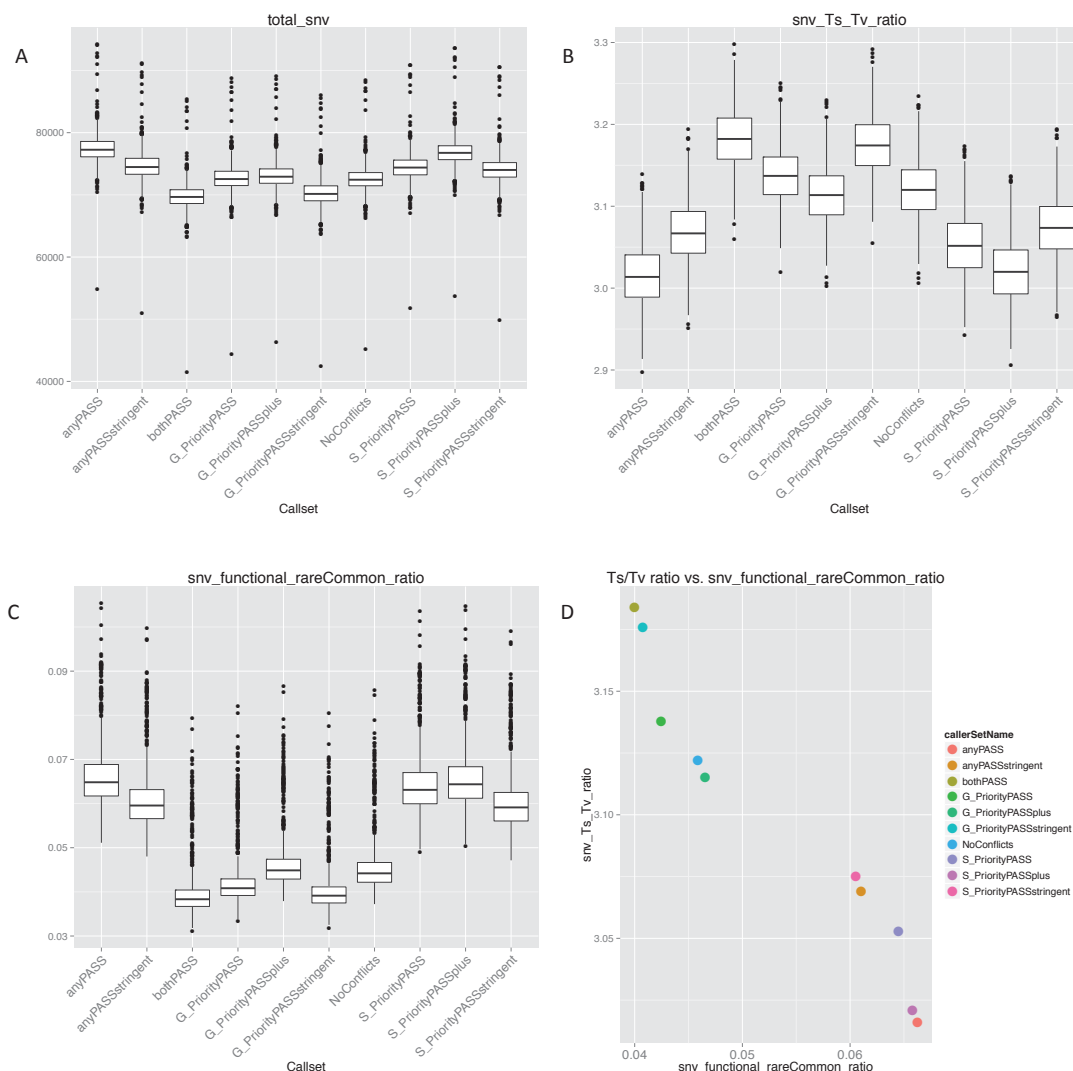 A
total_snv
80000
60000
40000
anyPASS
anyPASSstringent
bothPASS
G_PriorityPASS
G_PriorityPASSplus
G_PriorityPASSstringent
NoConflicts
S_PriorityPASS
S_PriorityPASSplus
S_PriorityPASSstringent
Callset
B
snv_Ts_Tv_ratio
3.3
3.2
3.1
3.0
2.9
anyPASS
anyPASSstringent
bothPASS
G_PriorityPASS
G_PriorityPASSplus
G_PriorityPASSstringent
NoConflicts
S_PriorityPASS
S_PriorityPASSplus
S_PriorityPASSstringent
Callset
C
snv_functional_rareCommon_ratio
0.09
0.07
0.05
0.03
anyPASS
anyPASSstringent
bothPASS
G_PriorityPASS
G_PriorityPASSplus
G_PriorityPASSstringent
NoConflicts
S_PriorityPASS
S_PriorityPASSplus
S_PriorityPASSstringent
Callset
Ts/Tv ratio vs. snv_functional_rareCommon_ratio
D
snv_Ts_Tv_ratio
3.15
3.10
3.05
0.04
0.05
0.06
snv_functional_rareCommon_ratio
callerSetName
anyPASS
anyPASSstringent
bothPASS
G_PriorityPASS
G_PriorityPASSplus
G_PriorityPASSstringent
NoConflicts
S_PriorityPASS
S_PriorityPASSplus
S_PriorityPASSstringent